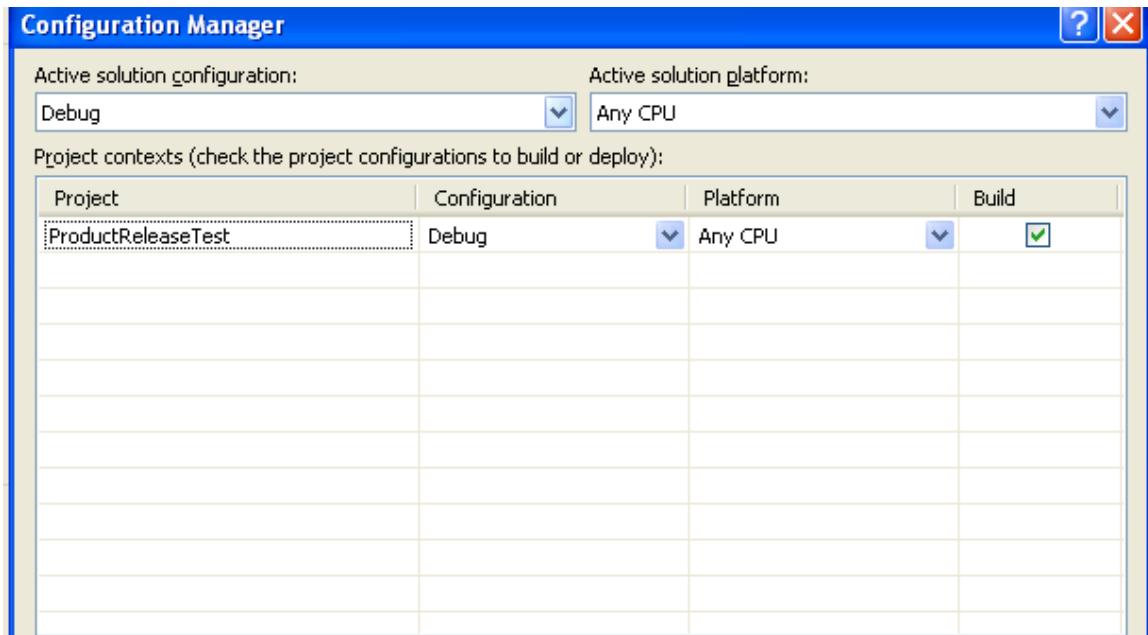 Configuration Manager
Active solution configuration: Active solution platform:
Debug Any CPU
Project contexts (check the project configurations to build or deploy):
Project Configuration Platform Build
ProductReleaseTest Debug Any CPU